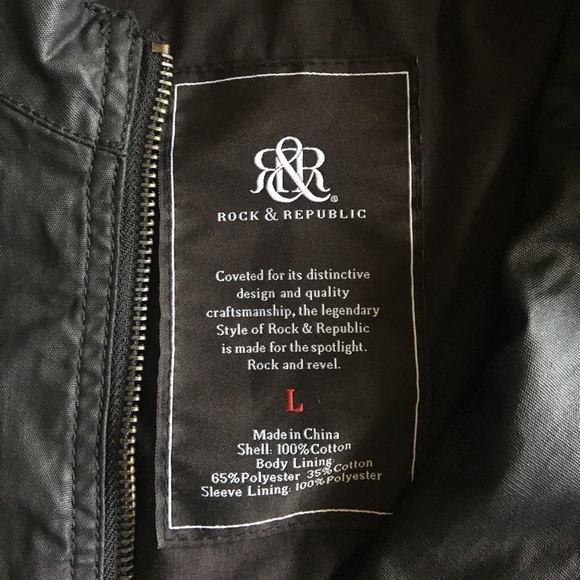 R&R®
ROCK & REPUBLIC
Coveted for its distinctive
design and quality
craftsmanship, the legendary
Style of Rock & Republic
is made for the spotlight.
Rock and revel.
L
Made in China
Shell: 100%Cotton
Body Lining:
65%Polyester 35%Cotton
Sleeve Lining: 100%Polyester